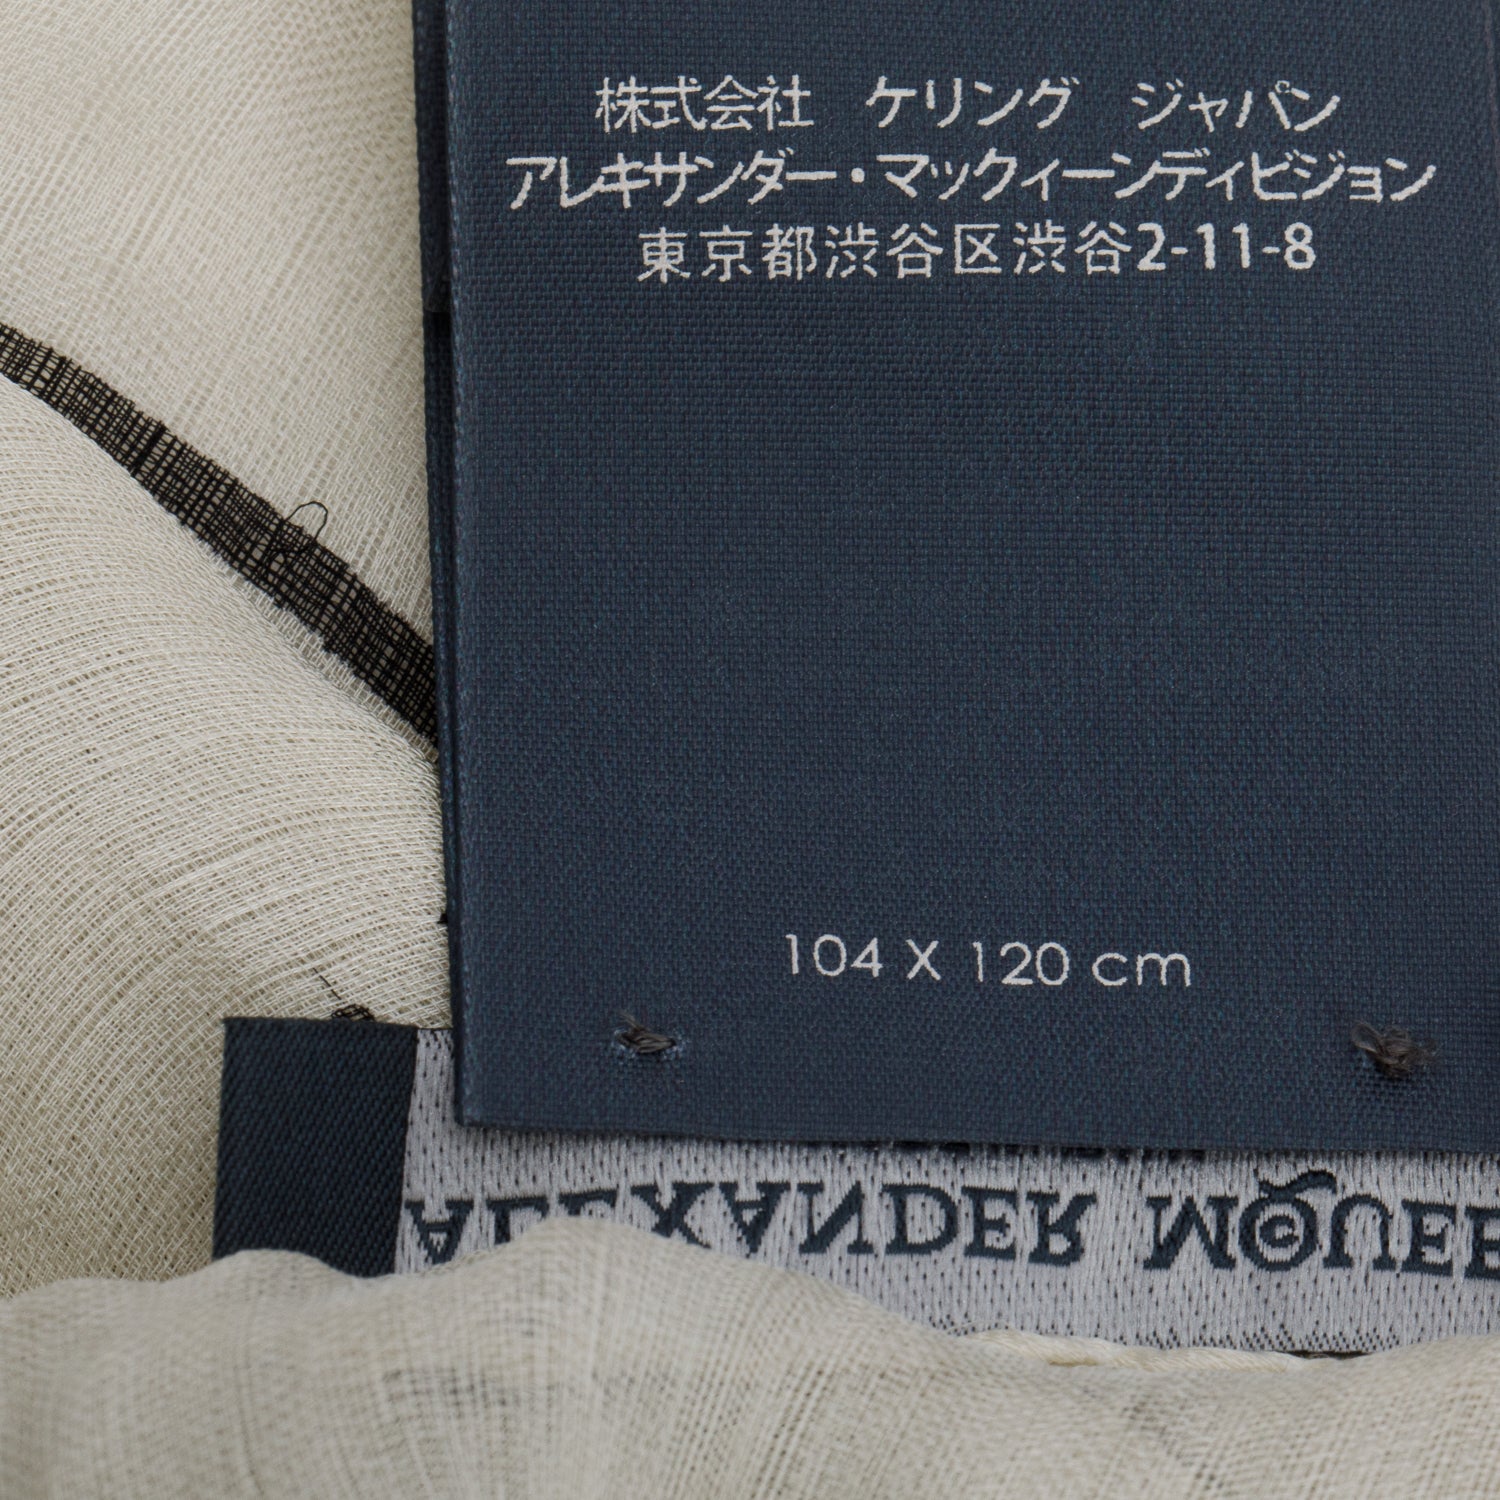 株式会社　ケリング　ジャパン
アレキサンダー・マックィーンディビジョン
東京都渋谷区渋谷2-11-8
104 X 120 cm
ALEXANDER MQUEE